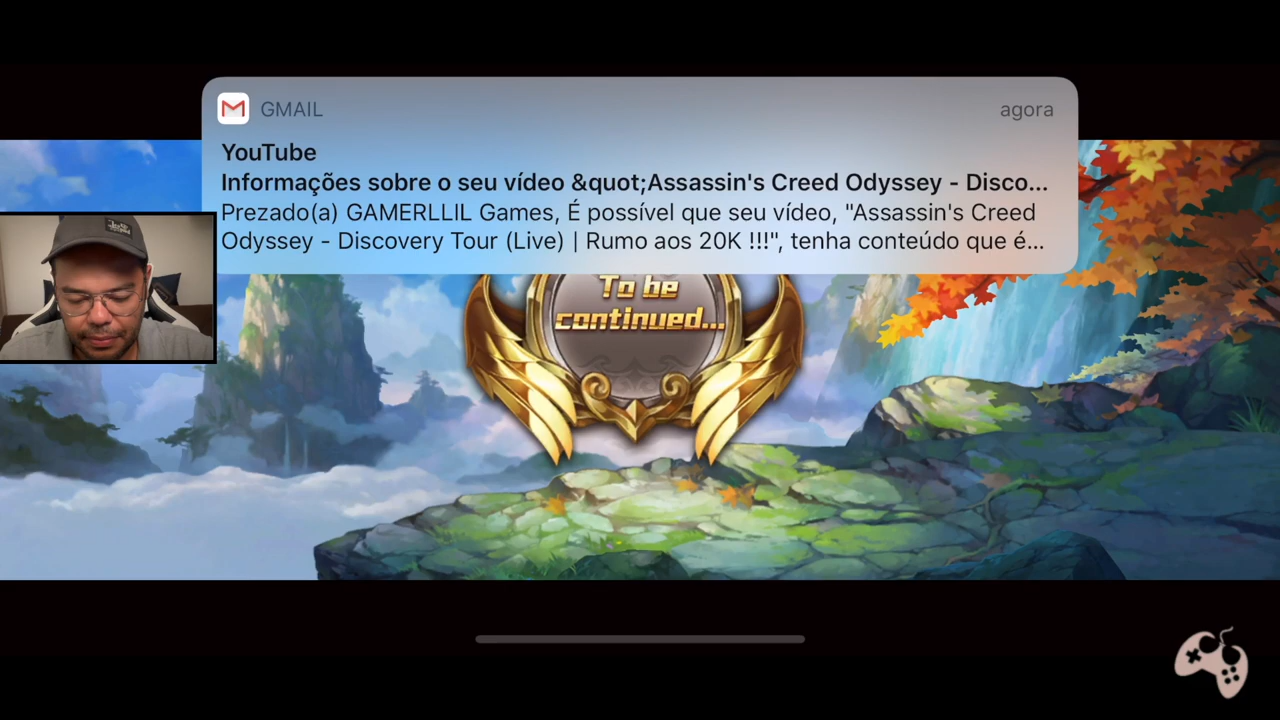 GMAIL
agora
YouTube
Informações sobre o seu vídeo &quot;Assassin's Creed Odyssey - Disco...
Prezado(a) GAMERLLIL Games, É possível que seu vídeo, "Assassin's Creed
Odyssey - Discovery Tour (Live) | Rumo aos 20K !!!", tenha conteúdo que é...
To be
continued...